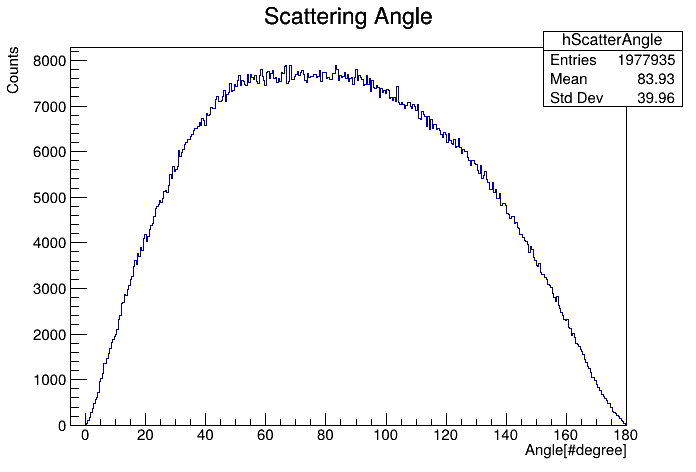 Scattering Angle
hScatterAngle
Entries 1977935
Mean 83.93
Std Dev 39.96
Counts
8000
7000
6000
5000
4000
3000
2000
1000
0
0 20 40 60 80 100 120 140 160 180
Angle[#degree]